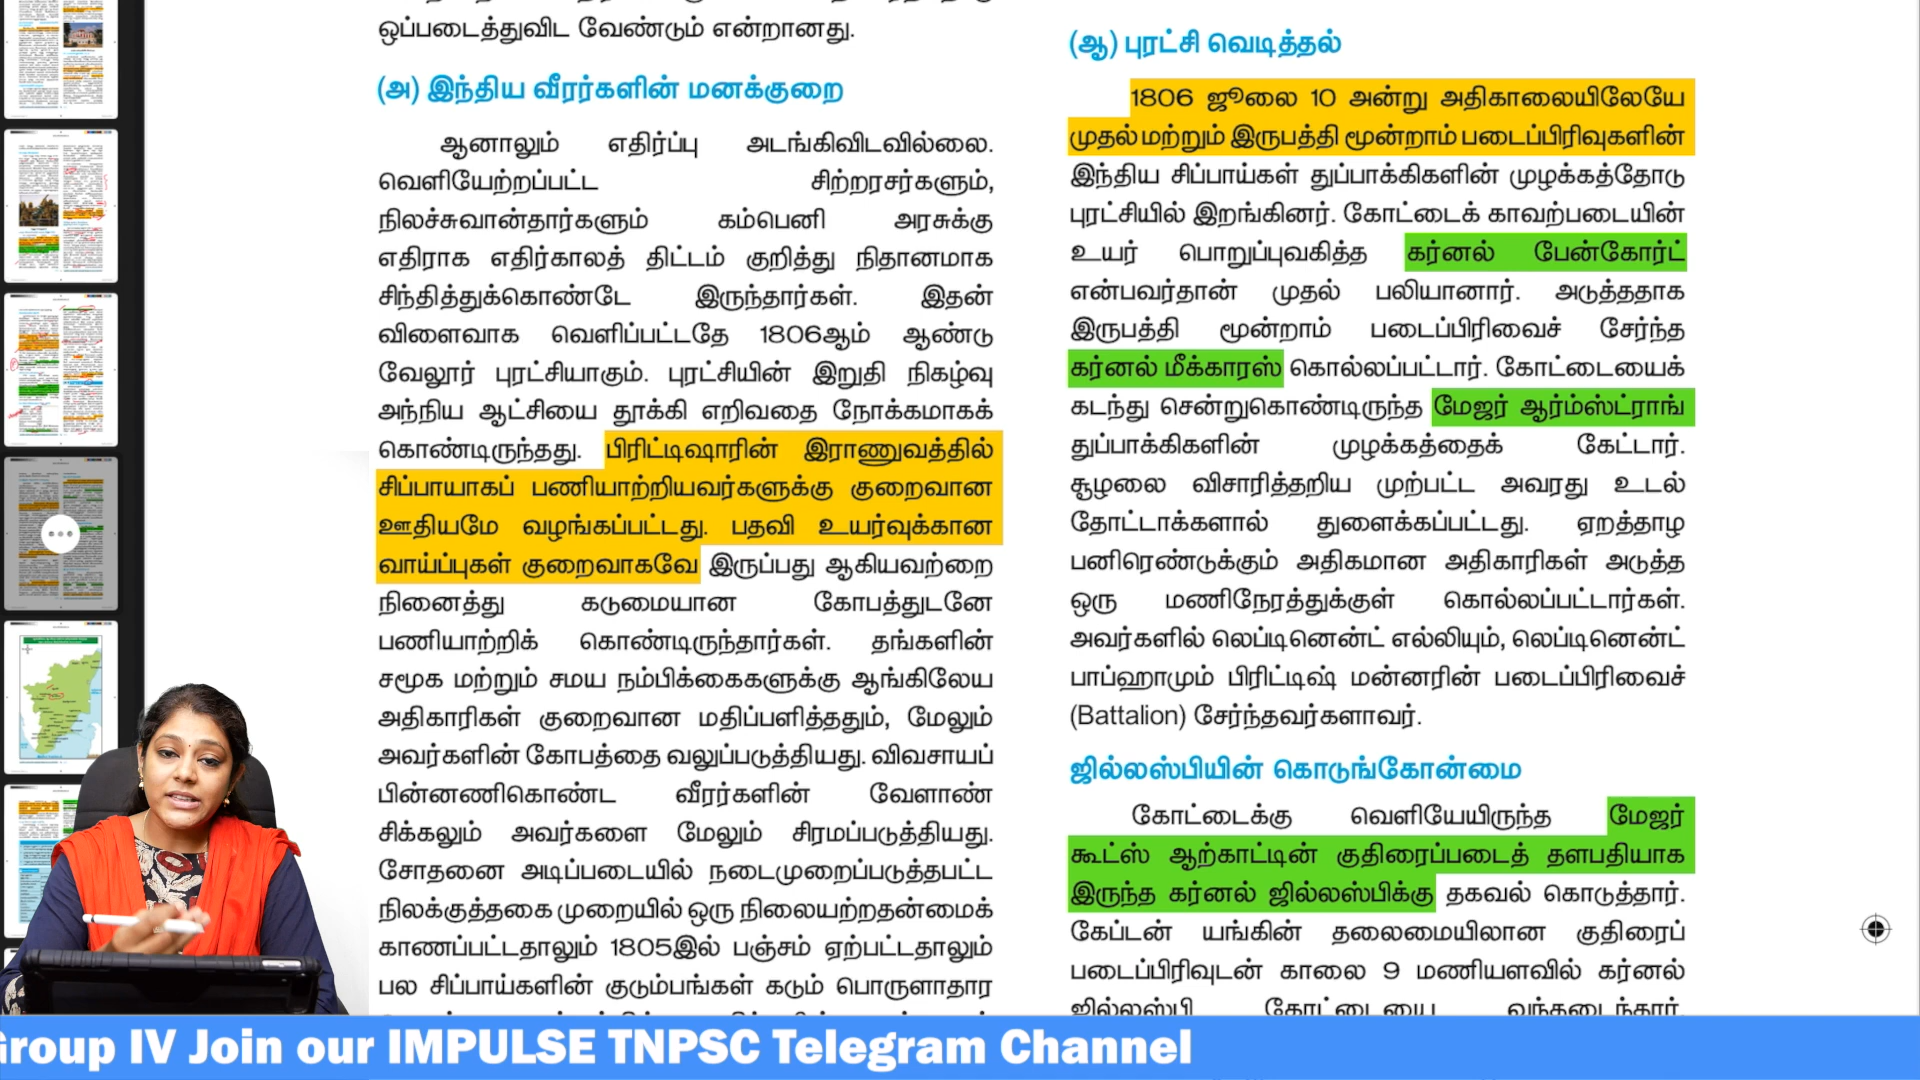 ஒப்படைத்துவிட வேண்டும் என்றானது.
(அ) இந்திய வீரர்களின் மனக்குறை
ஆனாலும் எதிர்ப்பு அடங்கிவிடவில்லை.
வெளியேற்றப்பட்ட சிற்றரசர்களும்,
நிலச்சுவான்தார்களும் கம்பெனி அரசுக்கு
எதிராக எதிர்காலத் திட்டம் குறித்து நிதானமாக
சிந்தித்துக்கொண்டே இருந்தார்கள். இதன்
விளைவாக வெளிப்பட்டதே 1806ஆம் ஆண்டு
வேலூர் புரட்சியாகும். புரட்சியின் இறுதி நிகழ்வு
அந்நிய ஆட்சியை தூக்கி எறிவதை நோக்கமாகக்
கொண்டிருந்தது. பிரிட்டிஷாரின் இராணுவத்தில்
சிப்பாயாகப் பணியாற்றியவர்களுக்கு குறைவான
ஊதியமே வழங்கப்பட்டது. பதவி உயர்வுக்கான
வாய்ப்புகள் குறைவாகவே இருப்பது ஆகியவற்றை
நினைத்து கடுமையான கோபத்துடனே
பணியாற்றிக் கொண்டிருந்தார்கள். தங்களின்
சமூக மற்றும் சமய நம்பிக்கைகளுக்கு ஆங்கிலேய
அதிகாரிகள் குறைவான மதிப்பளித்ததும், மேலும்
அவர்களின் கோபத்தை வலுப்படுத்தியது. விவசாயப்
பின்னணிகொண்ட வீரர்களின் வேளாண்
சிக்கலும் அவர்களை மேலும் சிரமப்படுத்தியது.
சோதனை அடிப்படையில் நடைமுறைப்படுத்தபட்ட
நிலக்குத்தகை முறையில் ஒரு நிலையற்றதன்மைக்
காணப்பட்டதாலும் 1805இல் பஞ்சம் ஏற்பட்டதாலும்
பல சிப்பாய்களின் குடும்பங்கள் கடும் பொருளாதார
(ஆ) புரட்சி வெடித்தல்
1806 ஜூலை 10 அன்று அதிகாலையிலேயே
முதல் மற்றும் இருபத்தி மூன்றாம் படைப்பிரிவுகளின்
இந்திய சிப்பாய்கள் துப்பாக்கிகளின் முழக்கத்தோடு
புரட்சியில் இறங்கினர். கோட்டைக் காவற்படையின்
உயர் பொறுப்புவகித்த கர்னல் பேன்கோர்ட்
என்பவர்தான் முதல் பலியானார். அடுத்ததாக
இருபத்தி மூன்றாம் படைப்பிரிவைச் சேர்ந்த
கர்னல் மீக்காரஸ் கொல்லப்பட்டார். கோட்டையைக்
கடந்து சென்றுகொண்டிருந்த மேஜர் ஆர்ம்ஸ்ட்ராங்
துப்பாக்கிகளின் முழக்கத்தைக் கேட்டார்.
சூழலை விசாரித்தறிய முற்பட்ட அவரது உடல்
தோட்டாக்களால் துளைக்கப்பட்டது. ஏறத்தாழ
பனிரெண்டுக்கும் அதிகமான அதிகாரிகள் அடுத்த
ஒரு மணிநேரத்துக்குள் கொல்லப்பட்டார்கள்.
அவர்களில் லெப்டினென்ட் எல்லியும், லெப்டினென்ட்
பாப்ஹாமும் பிரிட்டிஷ் மன்னரின் படைப்பிரிவைச்
(Battalion) சேர்ந்தவர்களாவர்.
ஜில்லஸ்பியின் கொடுங்கோன்மை
கோட்டைக்கு வெளியேயிருந்த மேஜர்
கூட்ஸ் ஆற்காட்டின் குதிரைப்படைத் தளபதியாக
இருந்த கர்னல் ஜில்லஸ்பிக்கு தகவல் கொடுத்தார்.
கேப்டன் யங்கின் தலைமையிலான குதிரைப்
படைப்பிரிவுடன் காலை 9 மணியளவில் கர்னல்
ஜில்லஸ்பி கோட்டையை வந்தடைந்தார்.
Group IV Join our IMPULSE TNPSC Telegram Channel